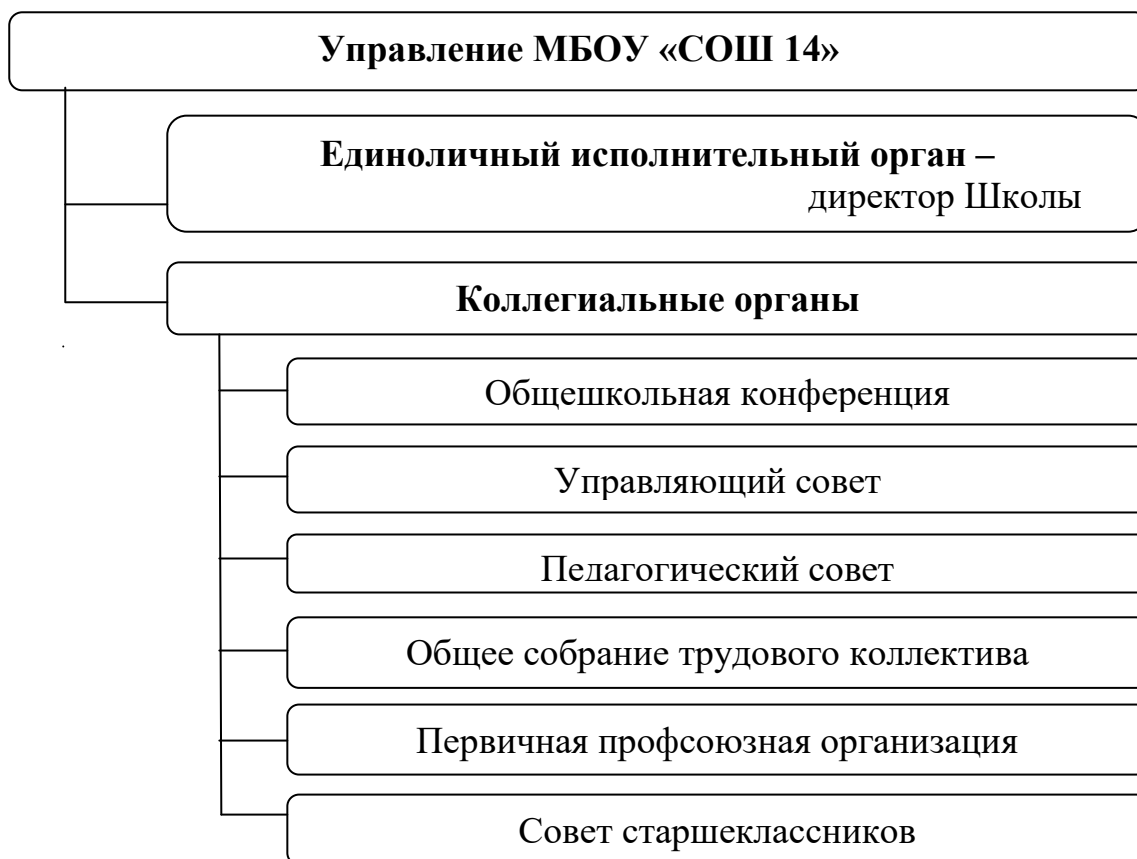 Управление МБОУ «СОШ 14»
Единоличный исполнительный орган –
директор Школы
Коллегиальные органы
Общешкольная конференция
Управляющий совет
Педагогический совет
Общее собрание трудового коллектива
Первичная профсоюзная организация
Совет старшеклассников